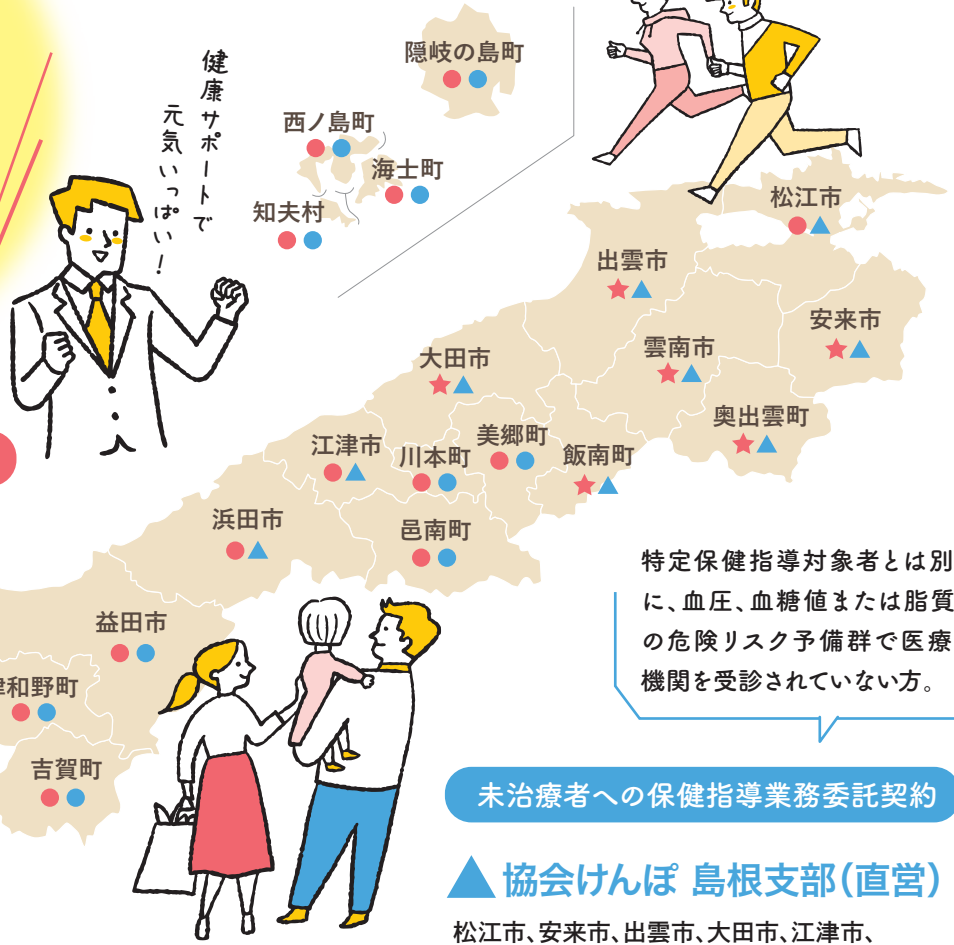 健康サポートで
元気いっぱい!
隠岐の島町
西ノ島町
海士町
知夫村
松江市
出雲市
安来市
雲南市
大田市
奥出雲町
美郷町
飯南町
江津市
川本町
浜田市
邑南町
益田市
津和野町
吉賀町
特定保健指導対象者とは別
に、血圧、血糖値または脂質
の危険リスク予備群で医療
機関を受診されていない方。
未治療者への保健指導業務委託契約
▲協会けんぽ 島根支部(直営)
松江市、安来市、出雲市、大田市、江津市、